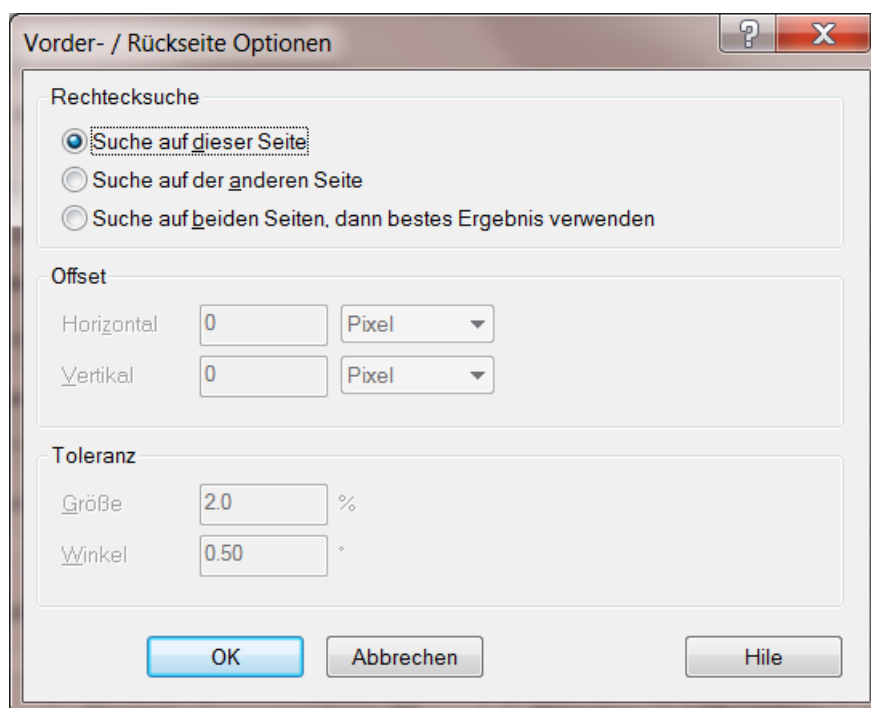 Vorder- / Rückseite Optionen
Rechtecksuche
Suche auf dieser Seite
Suche auf der anderen Seite
Suche auf beiden Seiten, dann bestes Ergebnis verwenden
Offset
Horizontal 0 Pixel
Vertikal 0 Pixel
Toleranz
Größe 2.0 %
Winkel 0.50 °
OK Abbrechen Hile